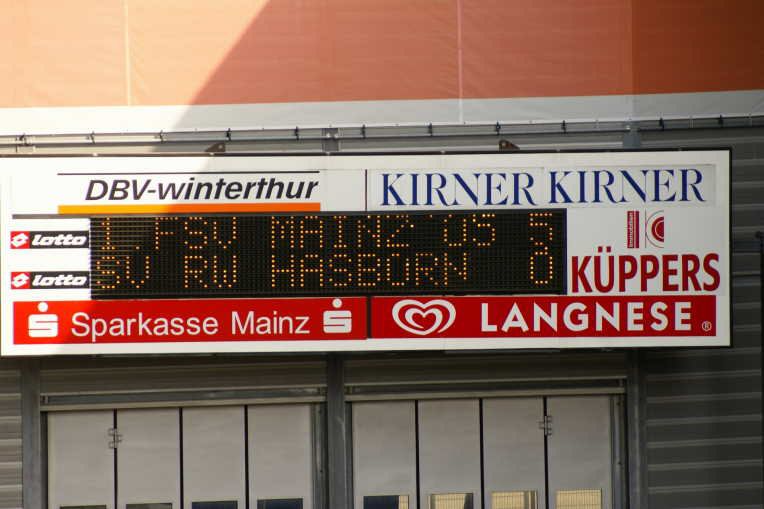 DBV-winterthur
KIRNER KIRNER
lotto
1. FSV MAINZ 05 5
lotto
SV RW HASBORN 0
Immobilien
KÜPPERS
Sparkasse Mainz
LANGNESE ®